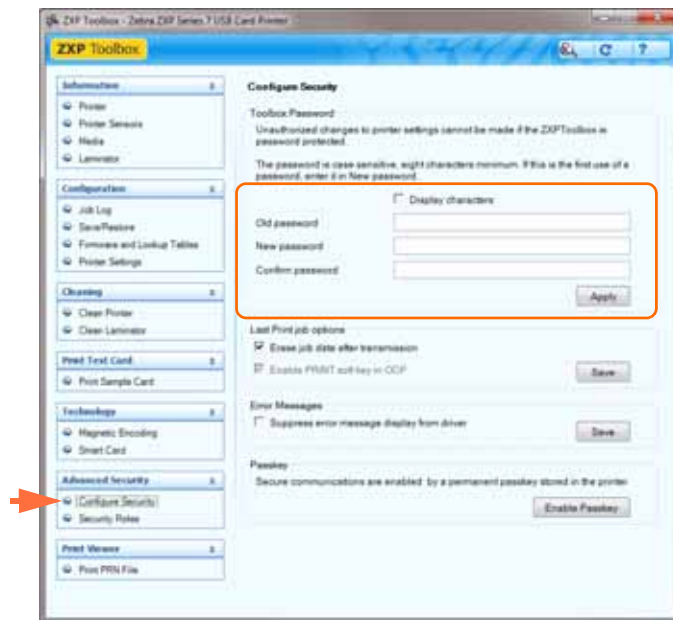 ZXP Toolbox - Zebra ZXP Series 7 USB Card Printer
ZXP Toolbox
?
Information
Printer
Printer Sensors
Media
Laminator
Configuration
Job Log
Save/Restore
Firmware and Lookup Tables
Printer Settings
Cleaning
Clean Printer
Clean Laminator
Print Test Card
Print Sample Card
Technology
Magnetic Encoding
Smart Card
Advanced Security
Configure Security
Security Roles
Print Viewer
Print PRN File
Configure Security
Toolbox Password
Unauthorized changes to printer settings cannot be made if the ZXPToolbox is
password protected.
The password is case sensitive, eight characters minimum. If this is the first use of a
password, enter it in New password.
Display characters
Old password
New password
Confirm password
Apply
Last Print job options
Erase job data after transmission
Enable PRINT soft-key in OCP
Save
Error Messages
Suppress error message display from driver
Save
Passkey
Secure communications are enabled by a permanent passkey stored in the printer
Enable Passkey